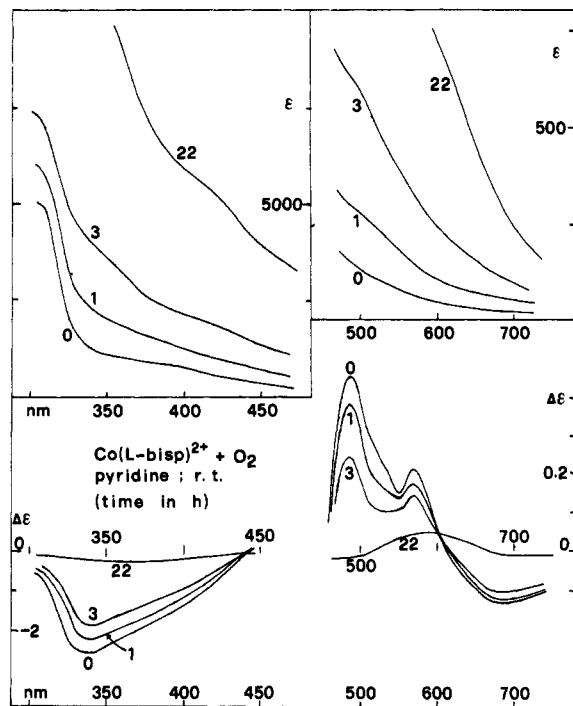 ε
ε
22
3
22
500
3
5000
1
1
0
0
500 600 700
nm 350 400 450
Δε
0
1
3
0.2
Co(L-bisp)²⁺ + O₂
pyridine ; r. t.
(time in h)
Δε
0
350
450
22
500
22
700
0
3
1
0
-2
nm 350 400 450
500 600 700